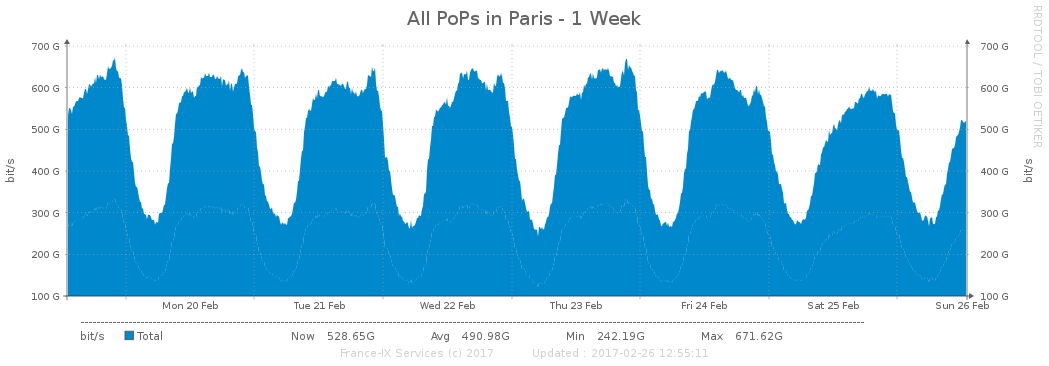 All PoPs in Paris - 1 Week
RRDTOOL / TOBI OETIKER
700 G 700 G
600 G 600 G
500 G 500 G
400 G 400 G
300 G 300 G
200 G 200 G
100 G 100 G
bit/s bit/s
Mon 20 Feb Tue 21 Feb Wed 22 Feb Thu 23 Feb Fri 24 Feb Sat 25 Feb Sun 26 Feb
bit/s Total Now 528.65G Avg 490.98G Min 242.19G Max 671.62G
France-IX Services (c) 2017 Updated : 2017-02-26 12:55:11